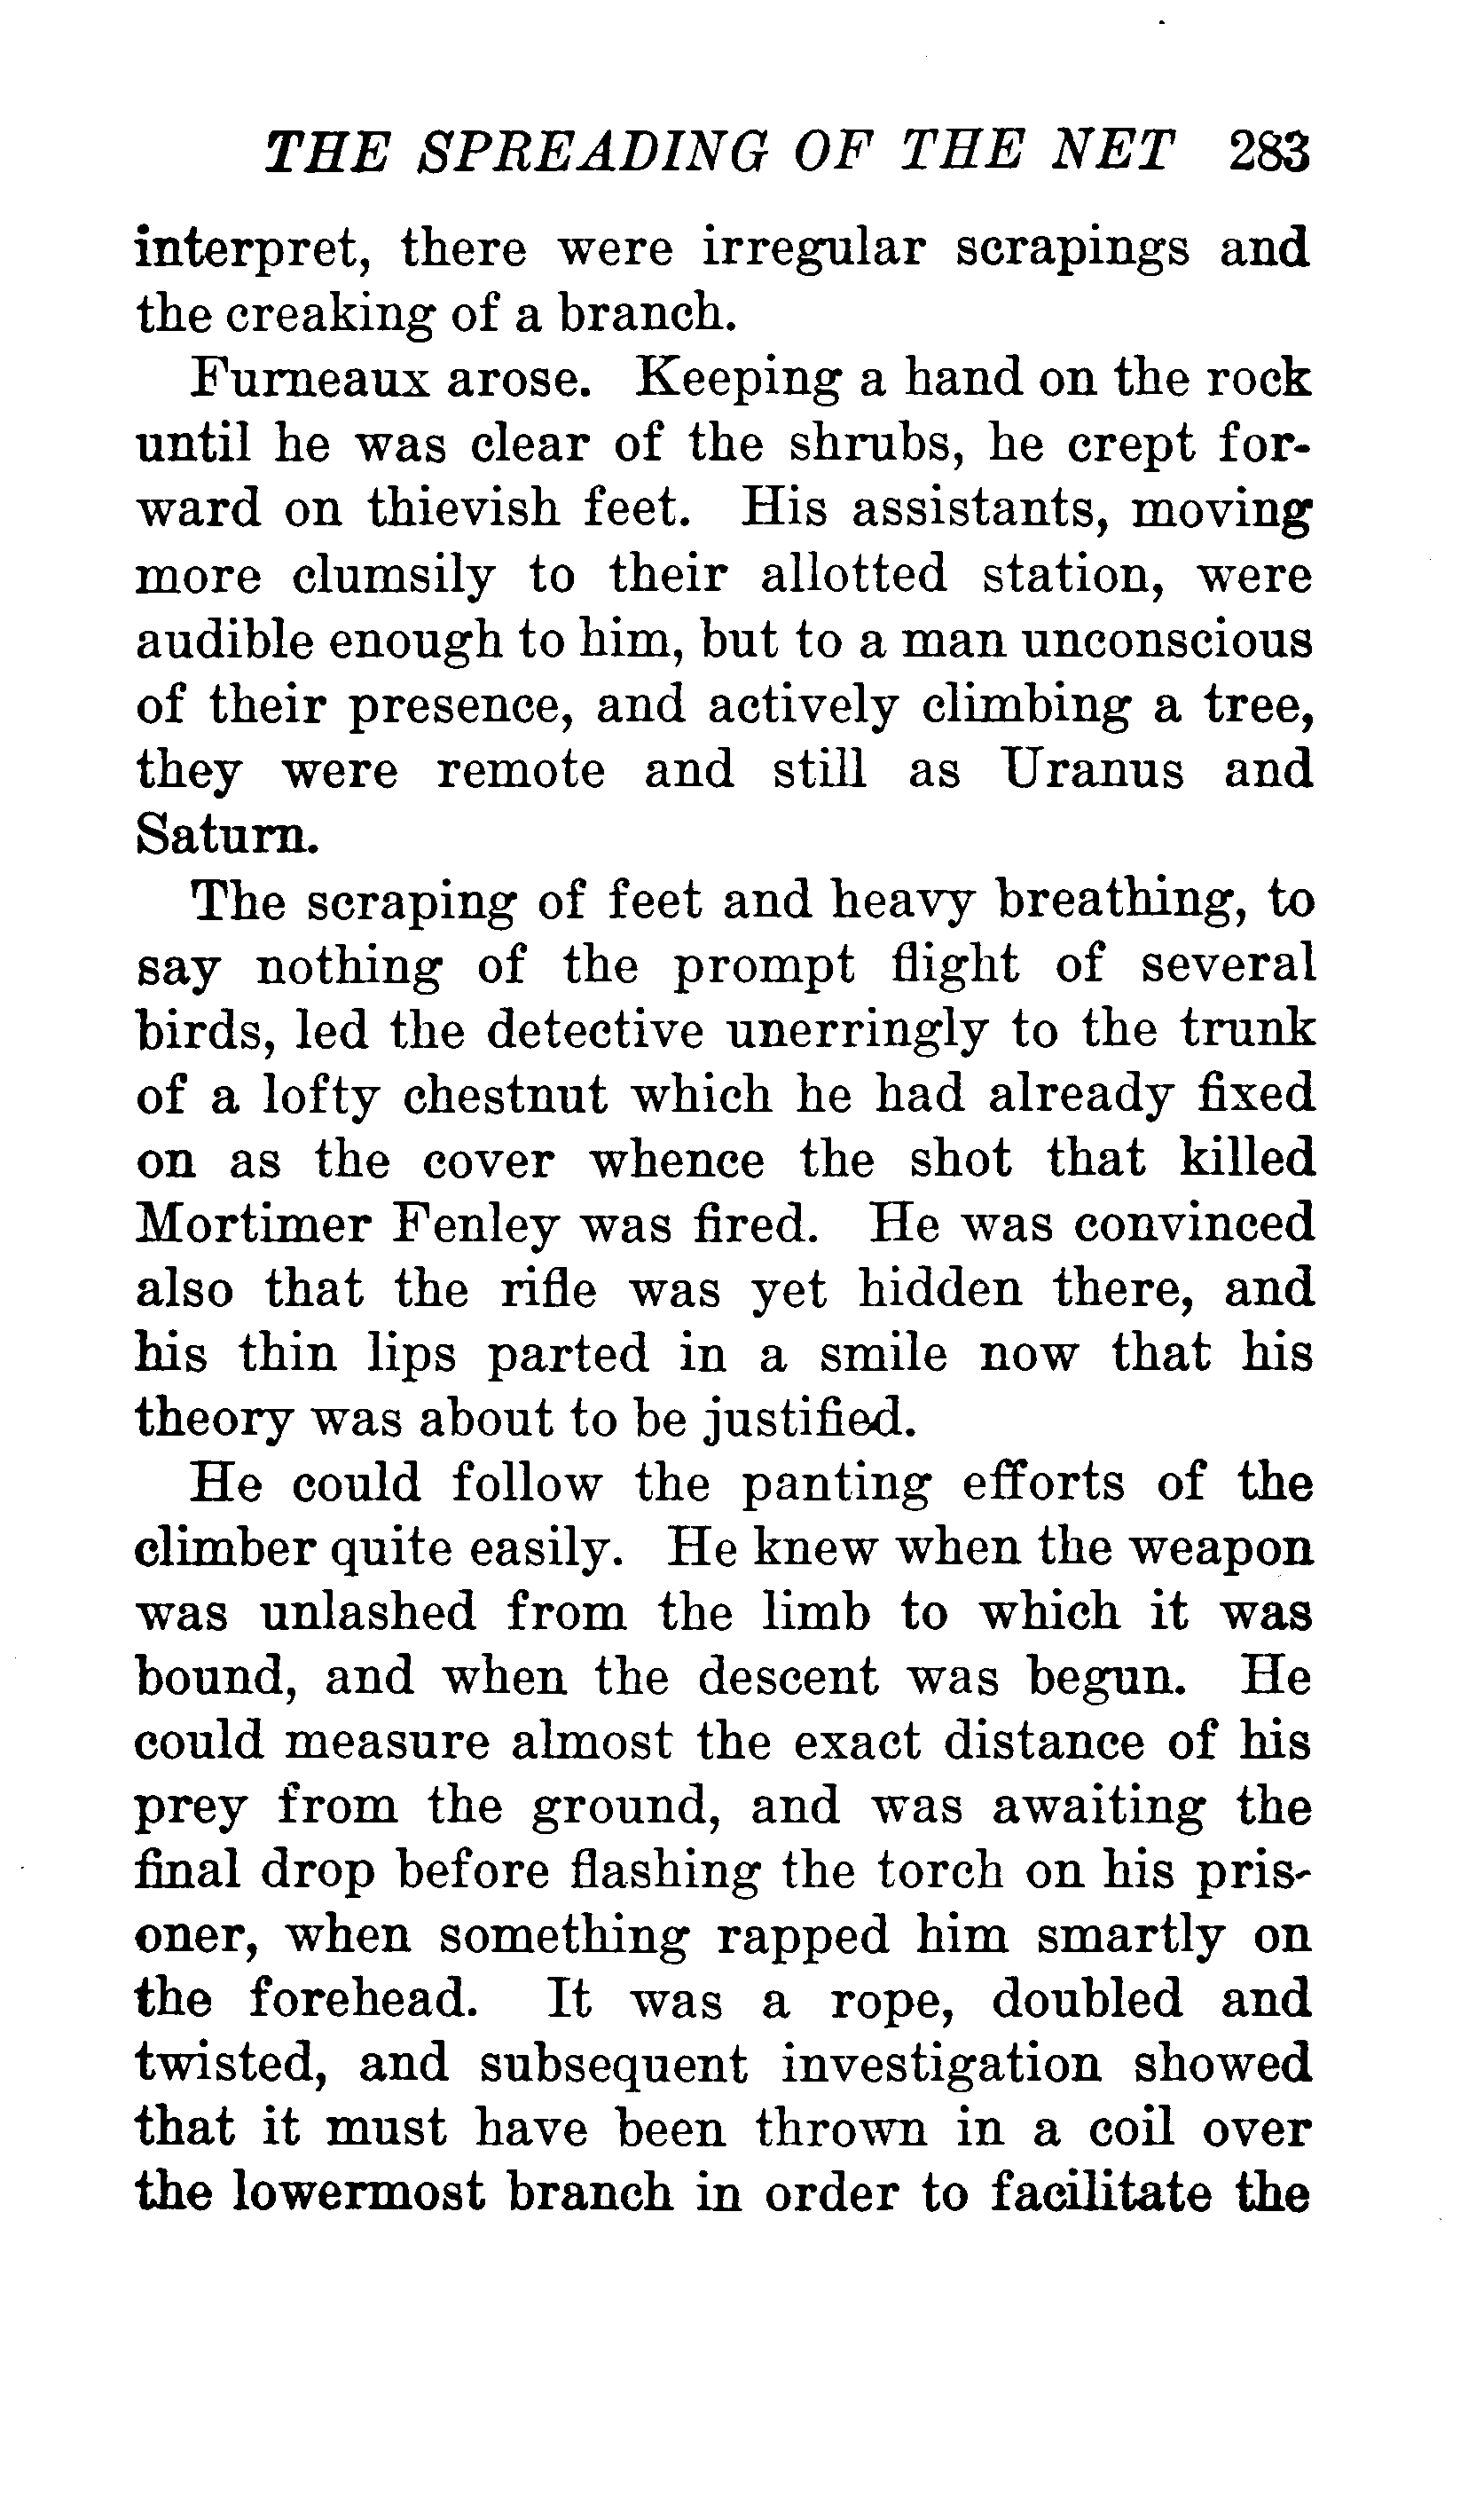 THE SPREADING OF THE NET 283
interpret, there were irregular scrapings and
the creaking of a branch.
Furneaux arose. Keeping a hand on the rock
until he was clear of the shrubs, he crept for-
ward on thievish feet. His assistants, moving
more clumsily to their allotted station, were
audible enough to him, but to a man unconscious
of their presence, and actively climbing a tree,
they were remote and still as Uranus and
Saturn.
The scraping of feet and heavy breathing, to
say nothing of the prompt flight of several
birds, led the detective unerringly to the trunk
of a lofty chestnut which he had already fixed
on as the cover whence the shot that killed
Mortimer Fenley was fired. He was convinced
also that the rifle was yet hidden there, and
his thin lips parted in a smile now that his
theory was about to be justified.
He could follow the panting efforts of the
climber quite easily. He knew when the weapon
was unlashed from the limb to which it was
bound, and when the descent was begun. He
could measure almost the exact distance of his
prey from the ground, and was awaiting the
final drop before flashing the torch on his pris-
oner, when something rapped him smartly on
the forehead. It was a rope, doubled and
twisted, and subsequent investigation showed
that it must have been thrown in a coil over
the lowermost branch in order to facilitate the